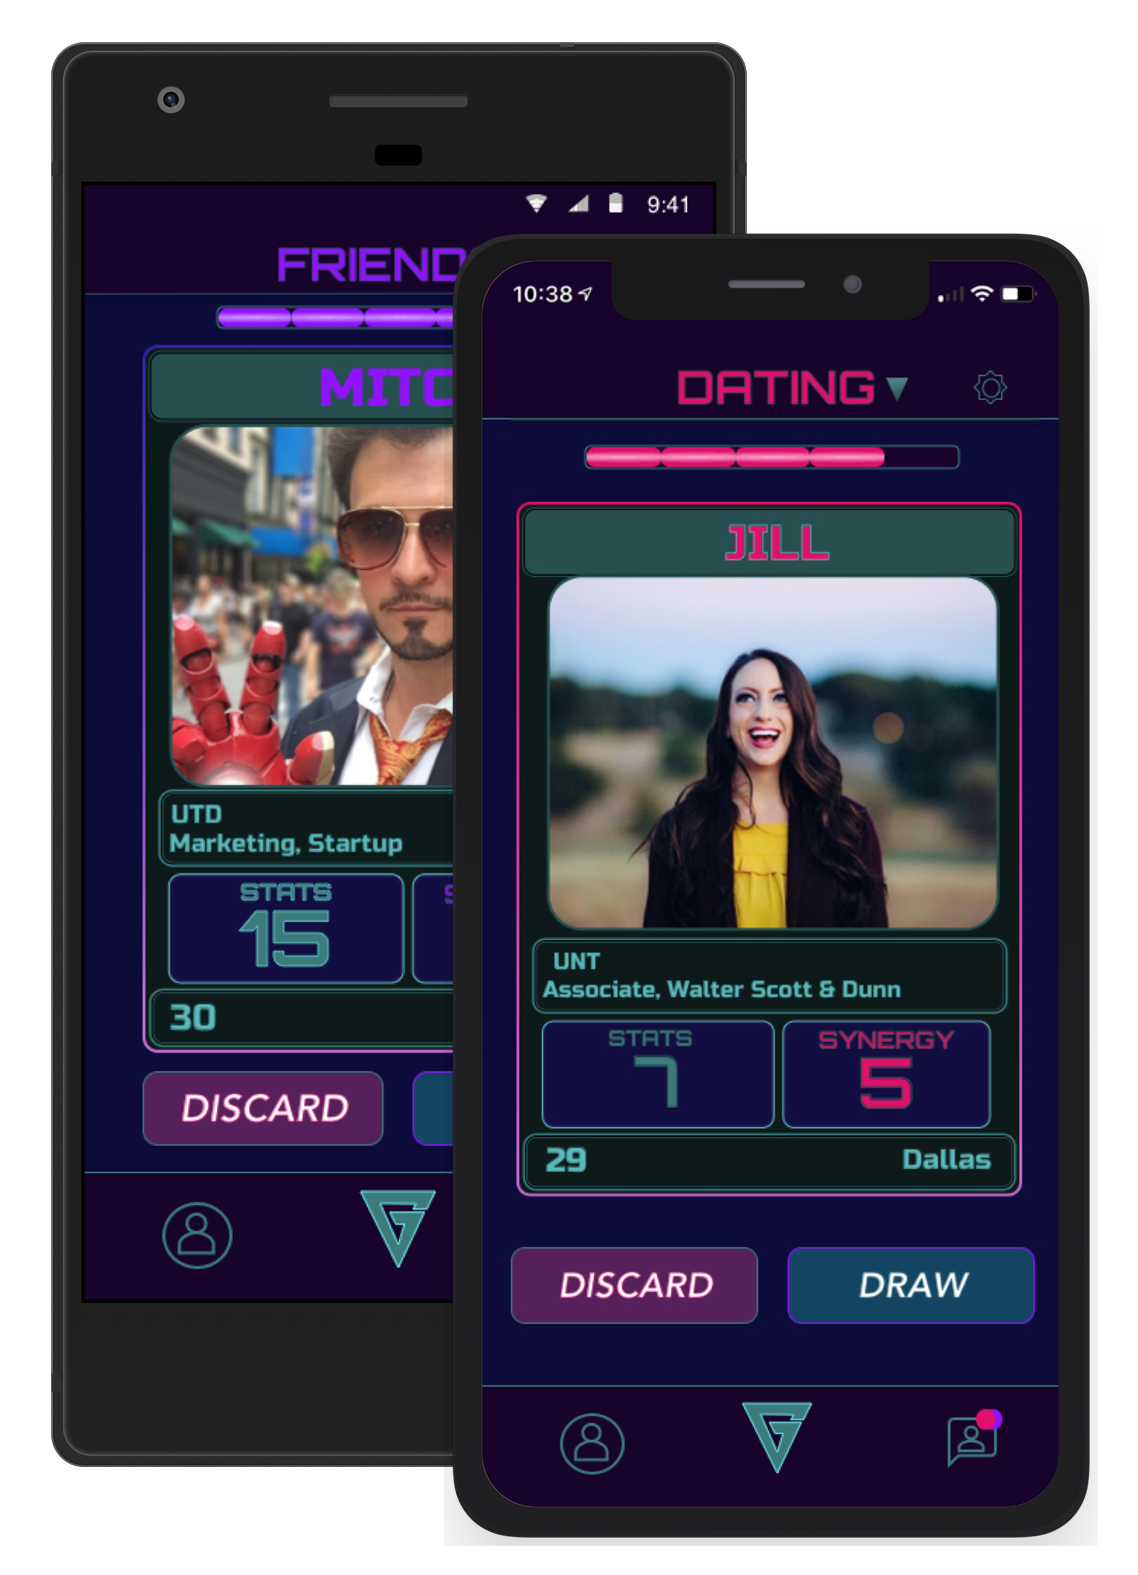 9:41
FRIEND
MITC
UTD
Marketing, Startup
STATS
15
30
DISCARD
10:38
DATING
JILL
UNT
Associate, Walter Scott & Dunn
STATS
7
SYNERGY
5
29
Dallas
DISCARD
DRAW